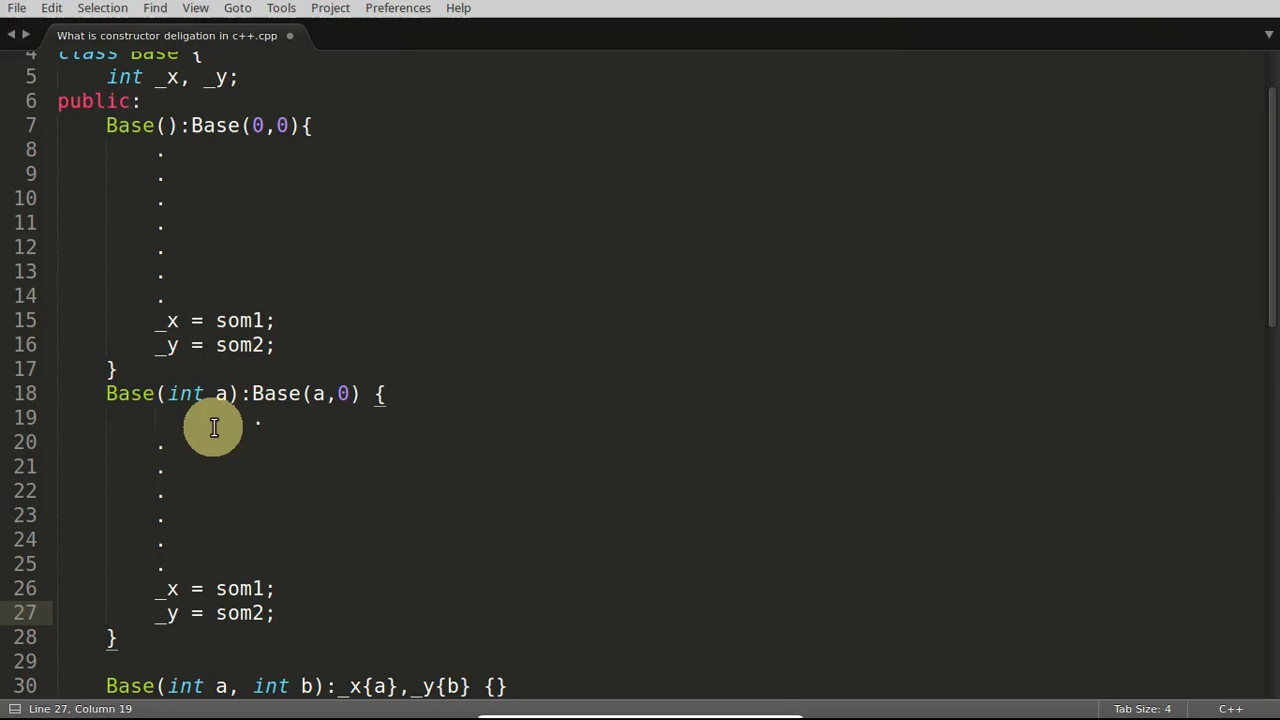 File Edit Selection Find View Goto Tools Project Preferences Help
What is constructor deligation in c++.cpp
4 class Base {
5 int _x, _y;
6 public:
7 Base():Base(0,0){
8 .
9 .
10 .
11 .
12 .
13 .
14 .
15 _x = som1;
16 _y = som2;
17 }
18 Base(int a):Base(a,0) {
19 .
20 .
21 .
22 .
23 .
24 .
25 .
26 _x = som1;
27 _y = som2;
28 }
29
30 Base(int a, int b):_x{a},_y{b} {}
Line 27, Column 19 Tab Size: 4 C++